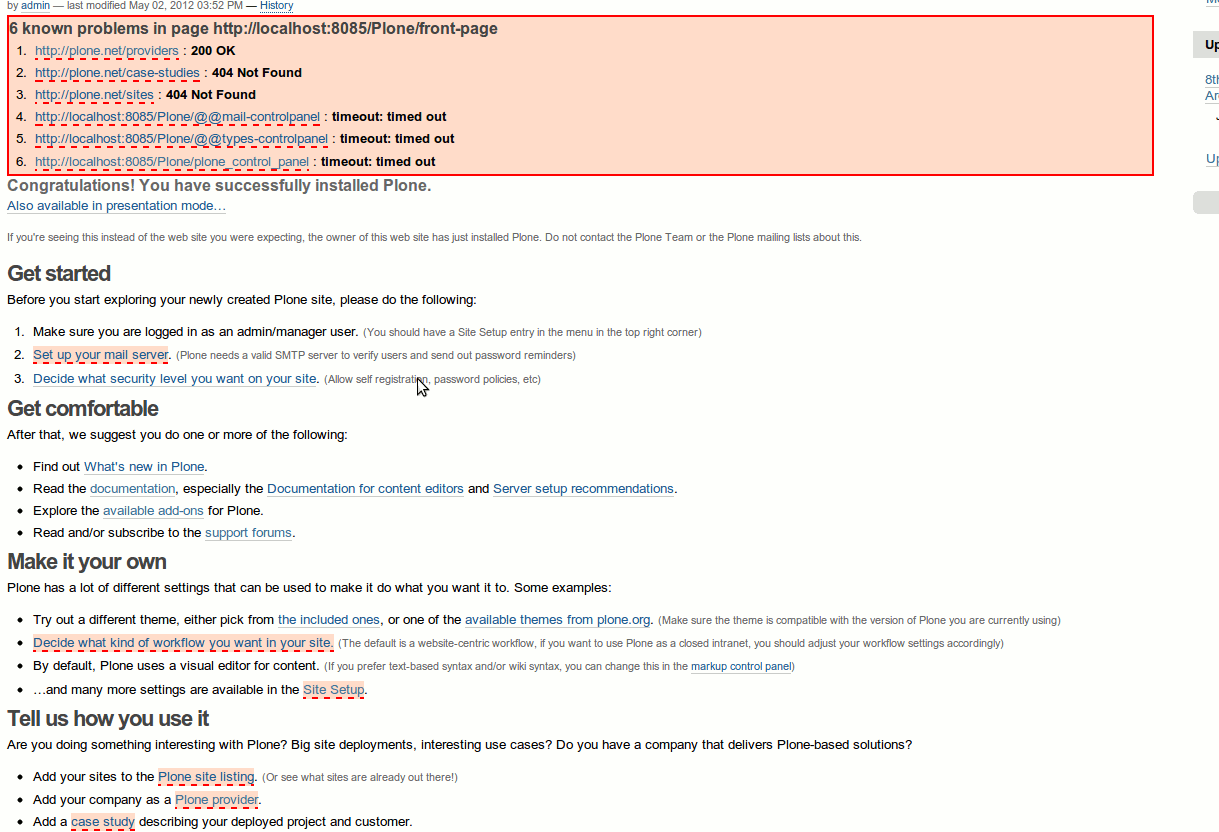 by admin — last modified May 02, 2012 03:52 PM — History
6 known problems in page http://localhost:8085/Plone/front-page
1. http://plone.net/providers : 200 OK
2. http://plone.net/case-studies : 404 Not Found
3. http://plone.net/sites : 404 Not Found
4. http://localhost:8085/Plone/@@mail-controlpanel : timeout: timed out
5. http://localhost:8085/Plone/@@types-controlpanel : timeout: timed out
6. http://localhost:8085/Plone/plone_control_panel : timeout: timed out
Congratulations! You have successfully installed Plone.
Also available in presentation mode…
If you're seeing this instead of the web site you were expecting, the owner of this web site has just installed Plone. Do not contact the Plone Team or the Plone mailing lists about this.
Get started
Before you start exploring your newly created Plone site, please do the following:
1. Make sure you are logged in as an admin/manager user. (You should have a Site Setup entry in the menu in the top right corner)
2. Set up your mail server. (Plone needs a valid SMTP server to verify users and send out password reminders)
3. Decide what security level you want on your site. (Allow self registration, password policies, etc)
Get comfortable
After that, we suggest you do one or more of the following:
• Find out What's new in Plone.
• Read the documentation, especially the Documentation for content editors and Server setup recommendations.
• Explore the available add-ons for Plone.
• Read and/or subscribe to the support forums.
Make it your own
Plone has a lot of different settings that can be used to make it do what you want it to. Some examples:
• Try out a different theme, either pick from the included ones, or one of the available themes from plone.org. (Make sure the theme is compatible with the version of Plone you are currently using)
• Decide what kind of workflow you want in your site. (The default is a website-centric workflow, if you want to use Plone as a closed intranet, you should adjust your workflow settings accordingly)
• By default, Plone uses a visual editor for content. (If you prefer text-based syntax and/or wiki syntax, you can change this in the markup control panel)
• …and many more settings are available in the Site Setup.
Tell us how you use it
Are you doing something interesting with Plone? Big site deployments, interesting use cases? Do you have a company that delivers Plone-based solutions?
• Add your sites to the Plone site listing. (Or see what sites are already out there!)
• Add your company as a Plone provider.
• Add a case study describing your deployed project and customer.